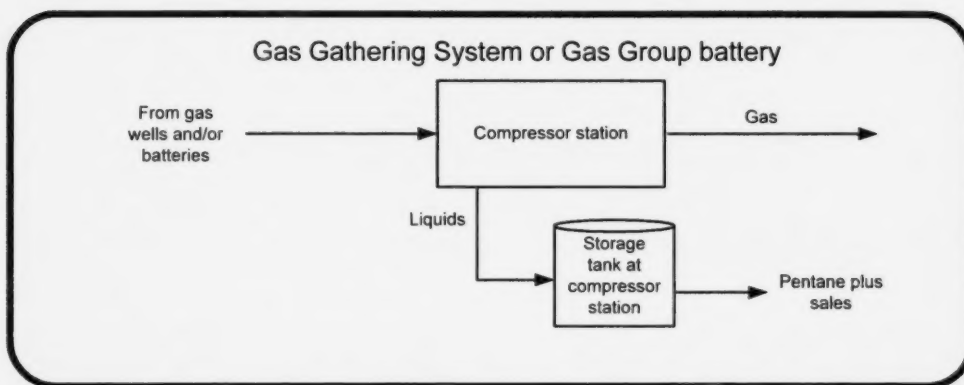 Gas Gathering System or Gas Group battery
From gas
wells and/or
batteries
Compressor station
Gas
Liquids
Storage
tank at
compressor
station
Pentane plus
sales